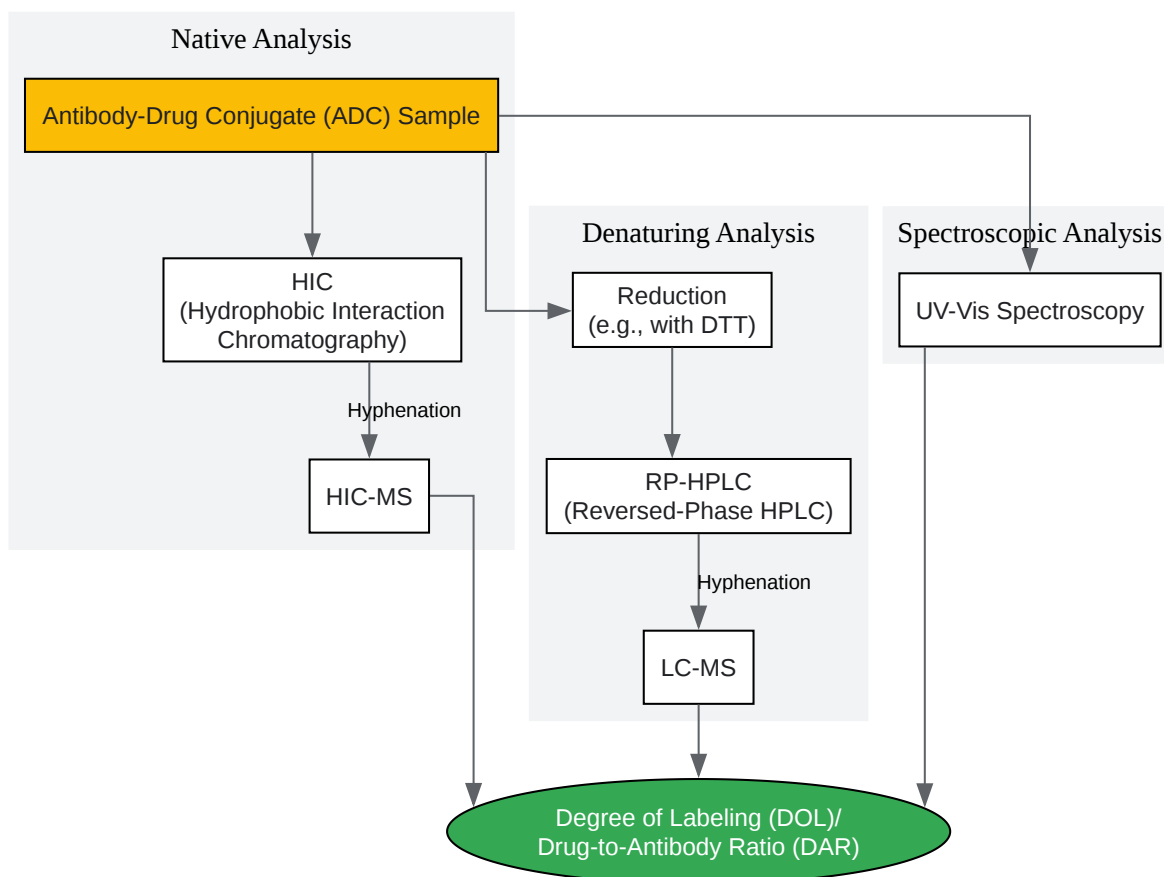 Native Analysis
Antibody-Drug Conjugate (ADC) Sample
HIC
(Hydrophobic Interaction
Chromatography)
Hyphenation
HIC-MS
Denaturing Analysis
Reduction
(e.g., with DTT)
RP-HPLC
(Reversed-Phase HPLC)
Hyphenation
LC-MS
Spectroscopic Analysis
UV-Vis Spectroscopy
Degree of Labeling (DOL)/
Drug-to-Antibody Ratio (DAR)